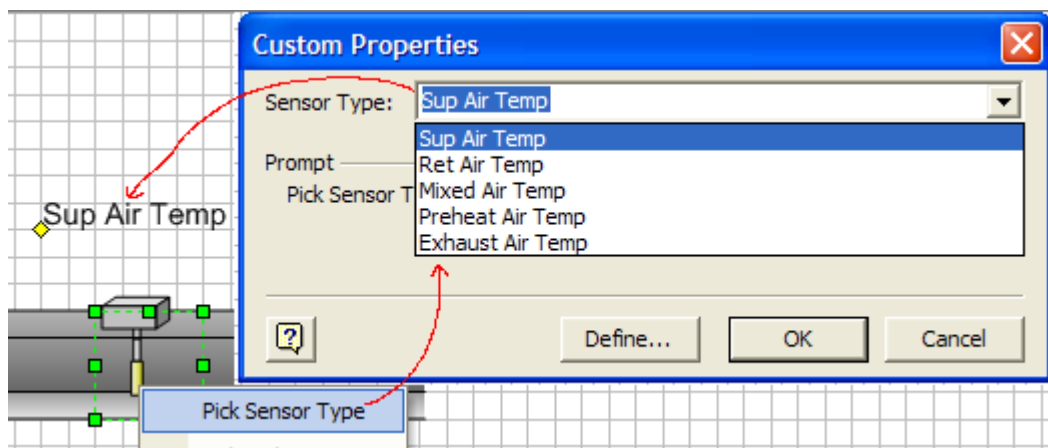 Custom Properties
Sensor Type: Sup Air Temp
Sup Air Temp
Ret Air Temp
Prompt
Pick Sensor T
Mixed Air Temp
Preheat Air Temp
Exhaust Air Temp
Sup Air Temp
Define...
OK
Cancel
Pick Sensor Type